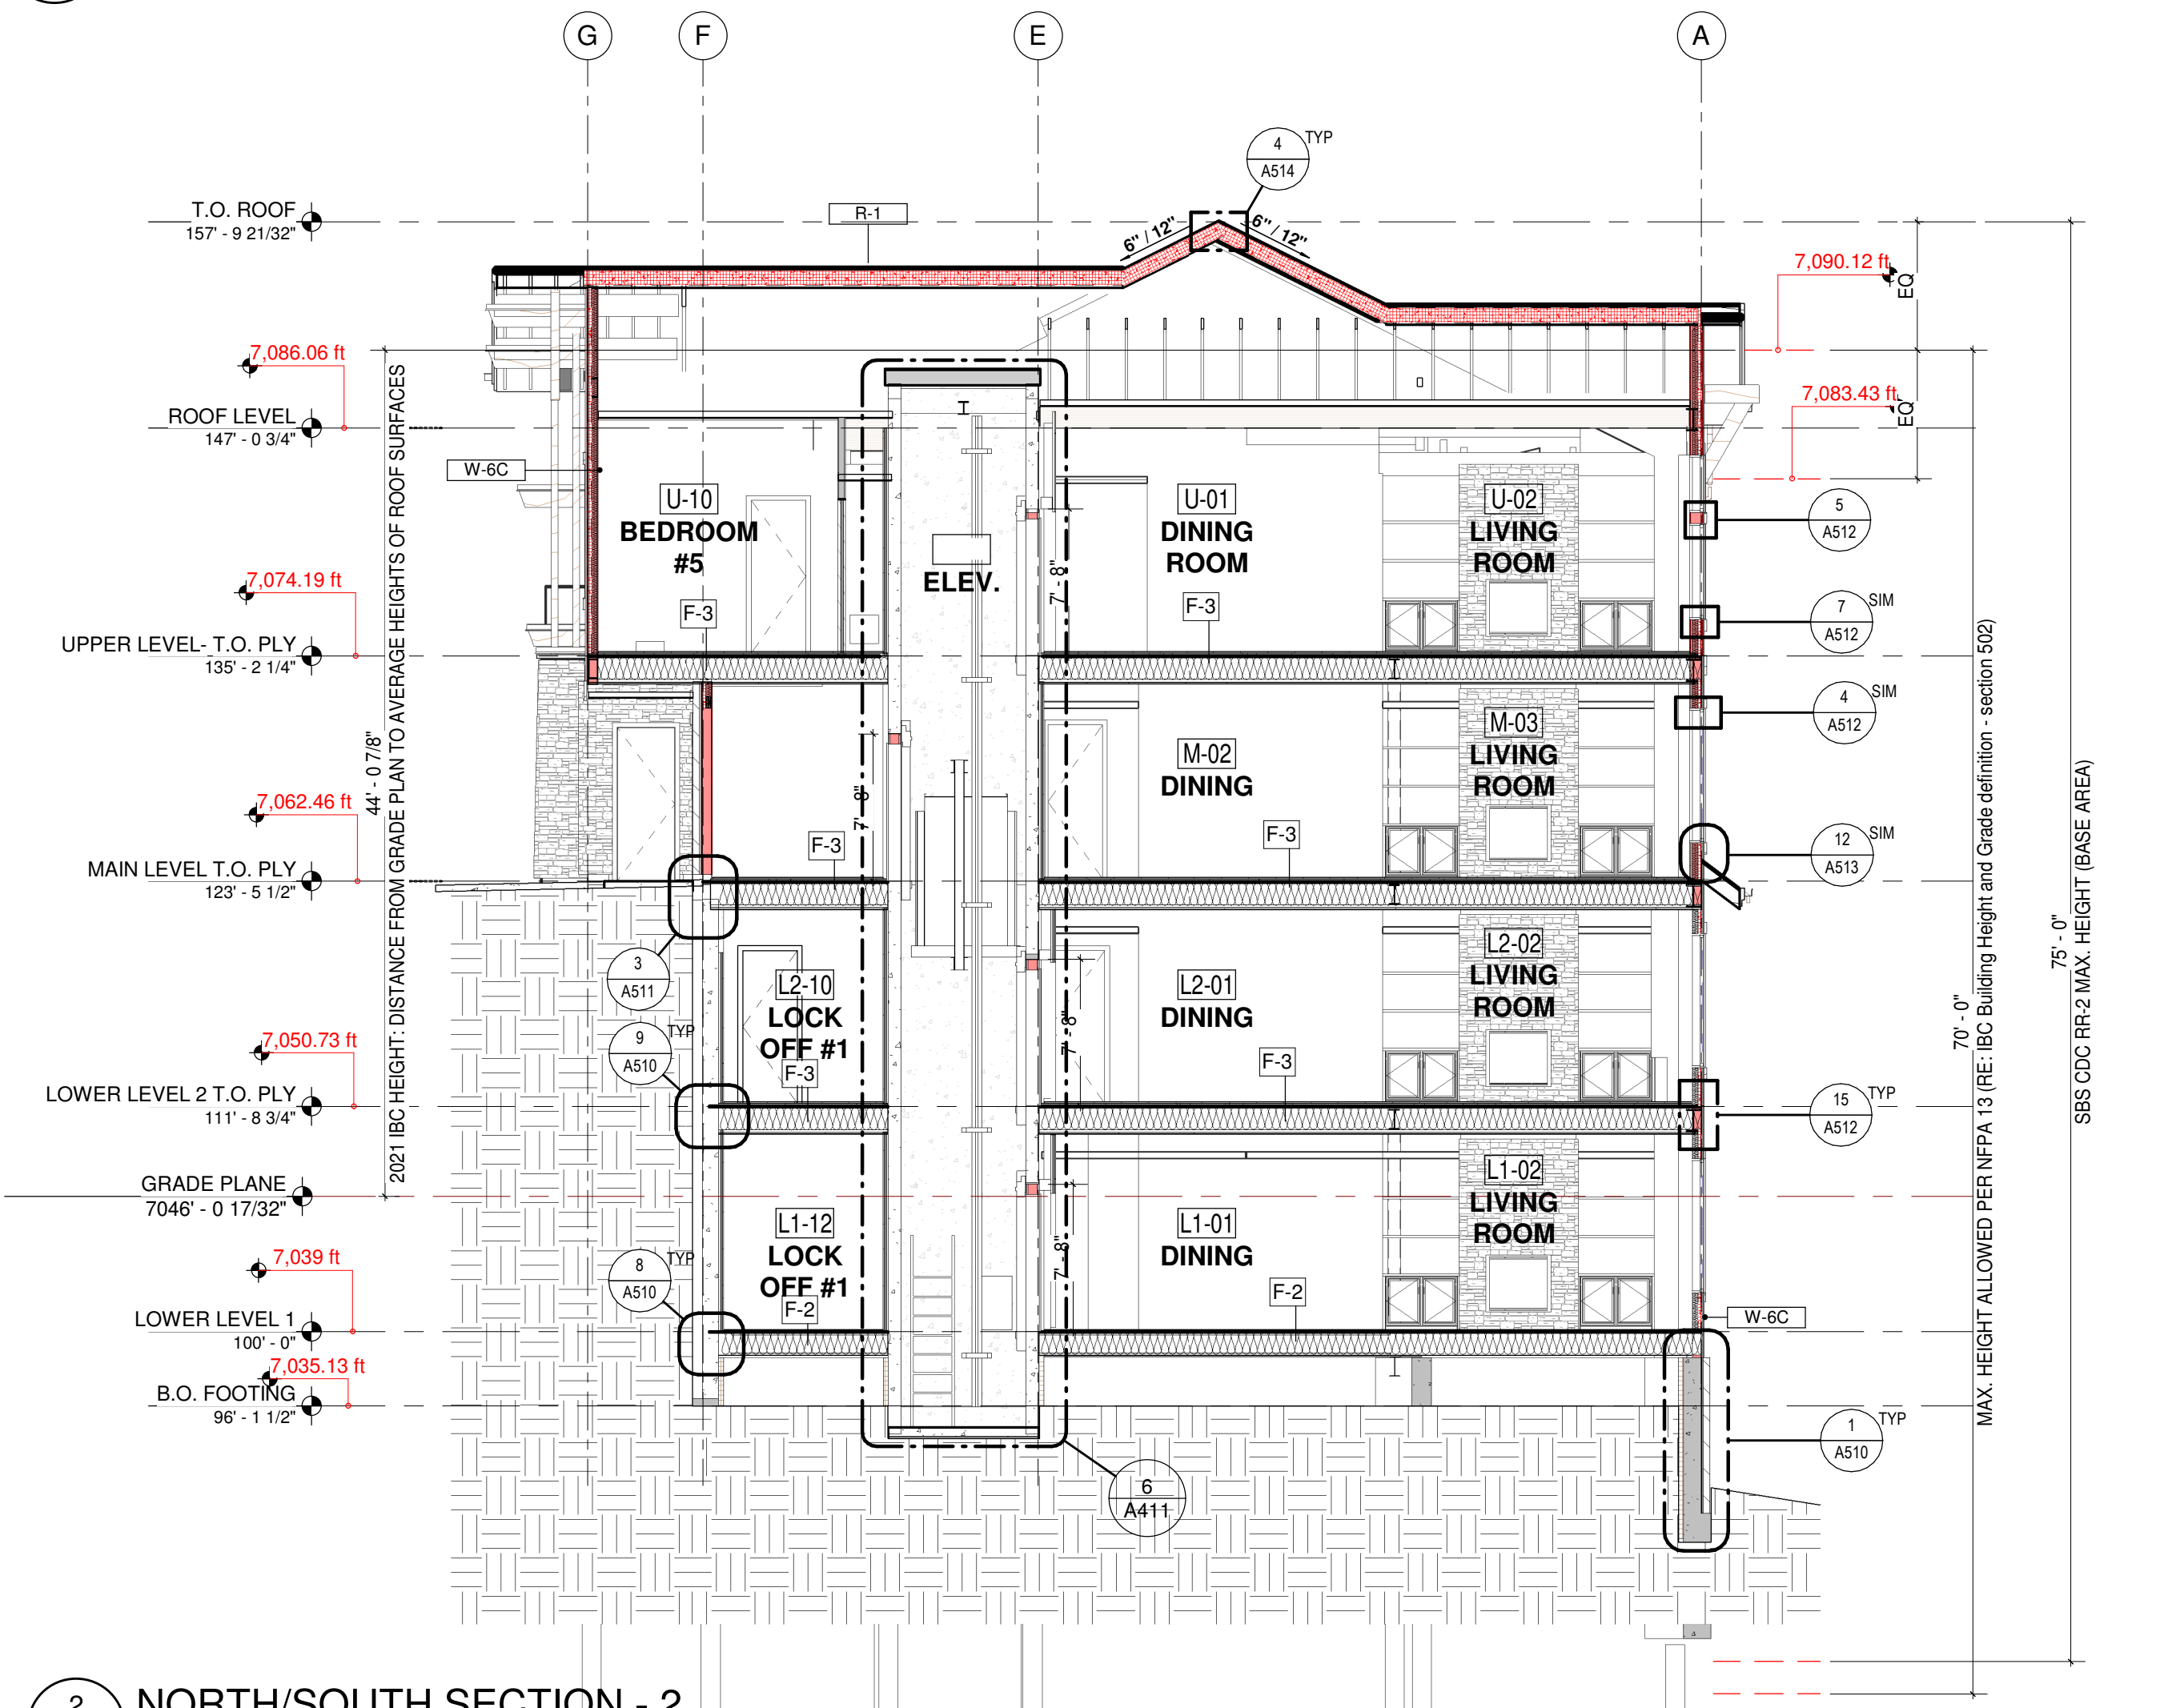 G
F
E
A
4
TYP
A514
T.O. ROOF
157' - 9 21/32"
R-1
6" / 12"
6" / 12"
7,090.12 ft
EQ
7,086.06 ft
7,083.43 ft
EQ
ROOF LEVEL
147' - 0 3/4"
W-6C
U-10
BEDROOM
#5
U-01
DINING
ROOM
U-02
LIVING
ROOM
5
A512
ELEV.
7' - 8"
7,074.19 ft
F-3
F-3
7
SIM
A512
UPPER LEVEL- T.O. PLY
135' - 2 1/4"
4
SIM
A512
M-03
LIVING
ROOM
M-02
DINING
44' - 0 7/8"
2021 IBC HEIGHT: DISTANCE FROM GRADE PLAN TO AVERAGE HEIGHTS OF ROOF SURFACES
7,062.46 ft
7' - 8"
F-3
F-3
12
SIM
A513
MAIN LEVEL T.O. PLY
123' - 5 1/2"
3
A511
L2-10
LOCK
OFF #1
F-3
L2-01
DINING
L2-02
LIVING
ROOM
7' - 8"
F-3
9
TYP
A510
7,050.73 ft
LOWER LEVEL 2 T.O. PLY
111' - 8 3/4"
15
TYP
A512
70' - 0"
MAX. HEIGHT ALLOWED PER NFPA 13 (RE: IBC Building Height and Grade definition - section 502)
75' - 0"
SBS CDC RR-2 MAX. HEIGHT (BASE AREA)
GRADE PLANE
7046' - 0 17/32"
L1-12
LOCK
OFF #1
F-2
L1-01
DINING
L1-02
LIVING
ROOM
7' - 8"
F-2
8
TYP
A510
7,039 ft
LOWER LEVEL 1
100' - 0"
W-6C
7,035.13 ft
B.O. FOOTING
96' - 1 1/2"
1
TYP
A510
6
A411
2
NORTH/SOUTH SECTION - 2